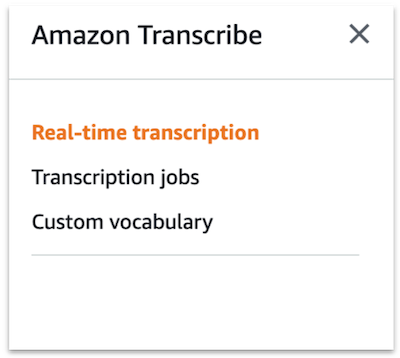 Amazon Transcribe
Real-time transcription
Transcription jobs
Custom vocabulary